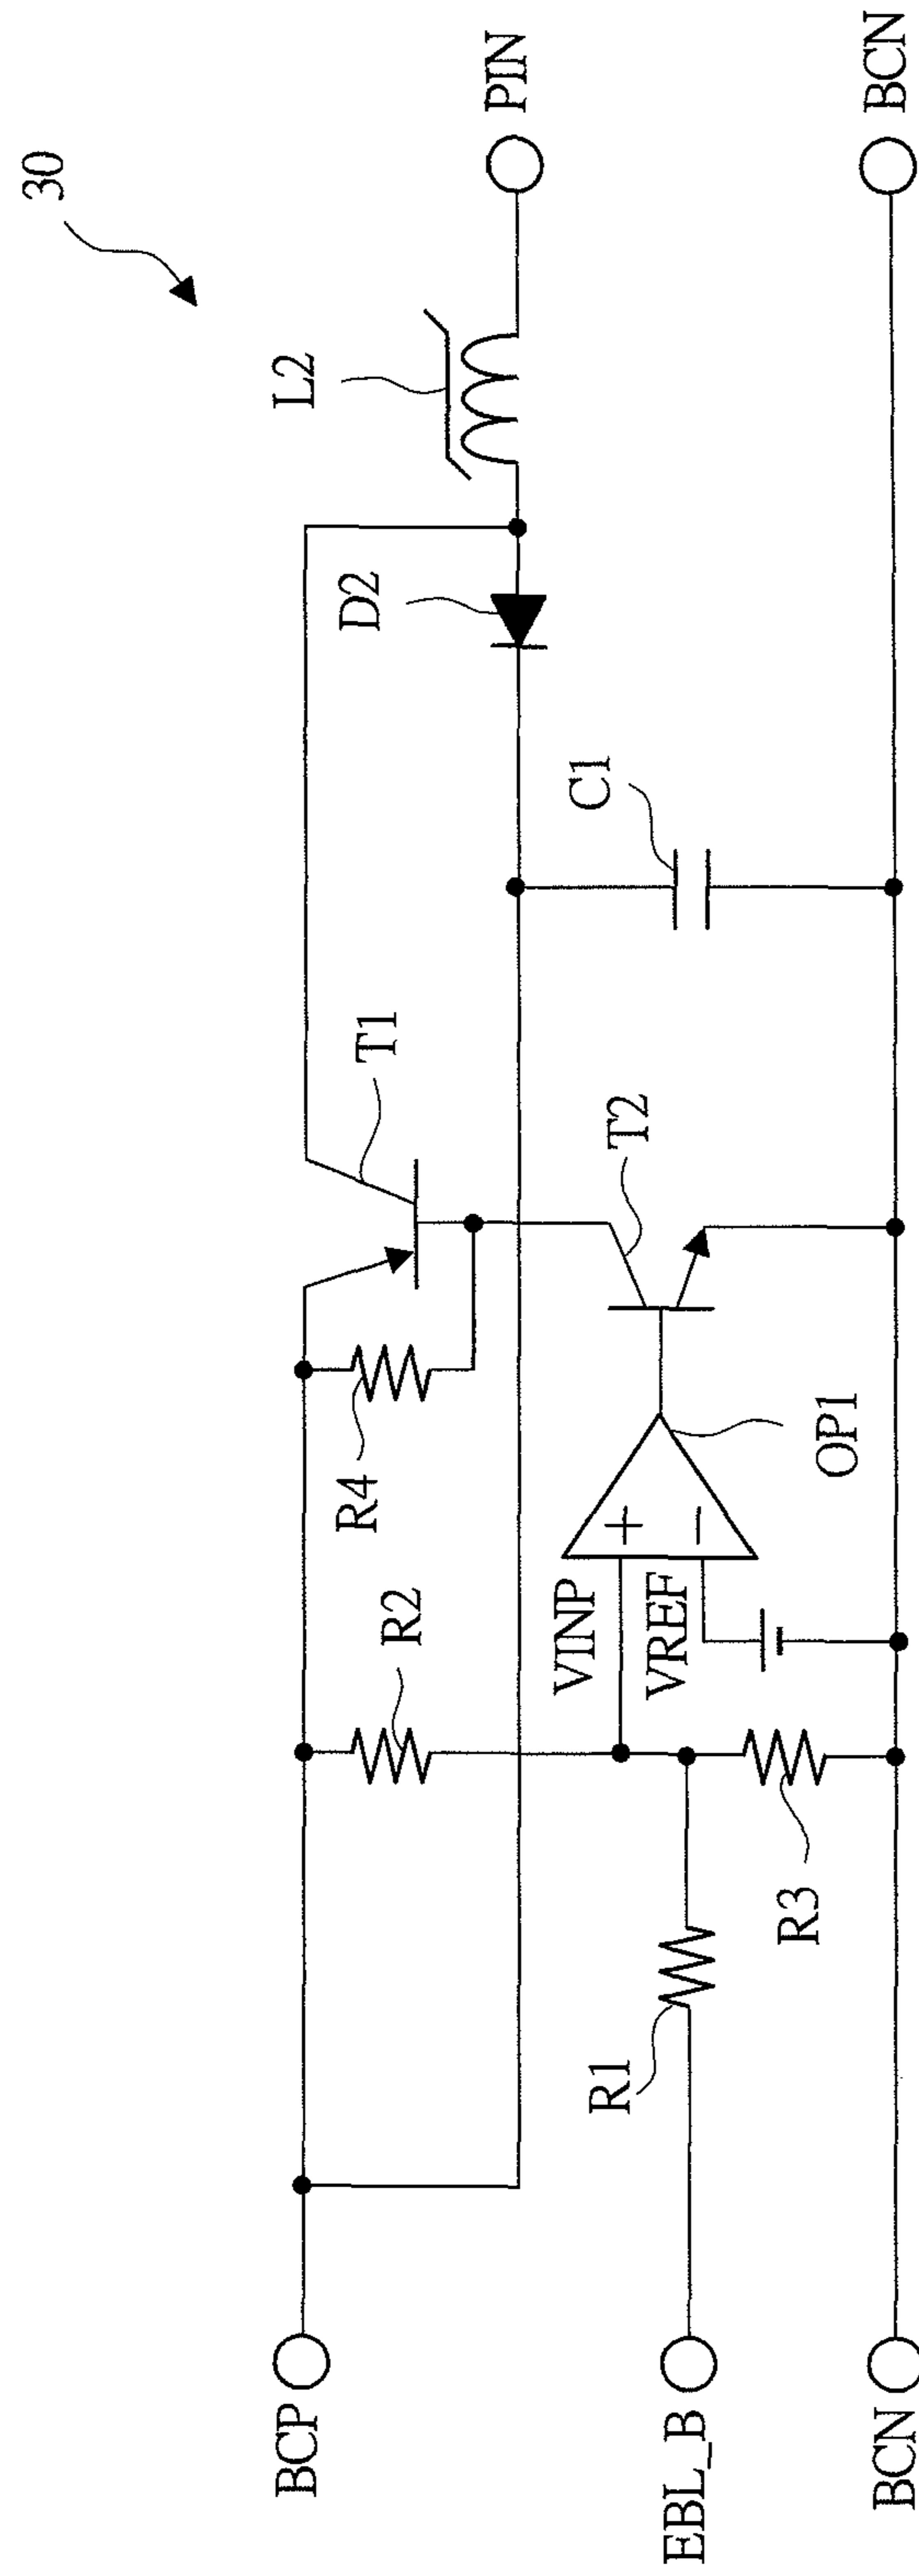 30
L2
PIN
D2
T1
C1
R4
R2
T2
BCN
VINP
+
VREF
−
OP1
R1
R3
BCP
EBL_B
BCN